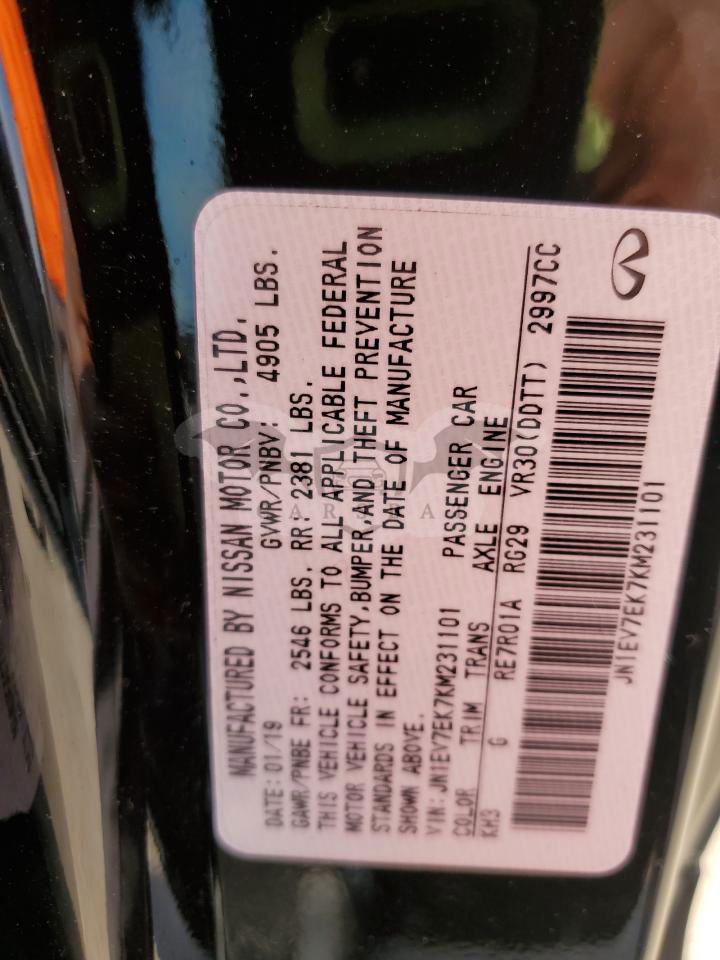 MANUFACTURED BY NISSAN MOTOR CO.,LTD.
DATE: 01/19 GVWR/PNBV: 4905 LBS.
GAWR/PNBE FR: 2546 LBS. RR: 2381 LBS.
THIS VEHICLE CONFORMS TO ALL APPLICABLE FEDERAL
MOTOR VEHICLE SAFETY,BUMPER,AND THEFT PREVENTION
STANDARDS IN EFFECT ON THE DATE OF MANUFACTURE
SHOWN ABOVE.
VIN: JN1EV7EK7KM231101 PASSENGER CAR
COLOR TRIM TRANS AXLE ENGINE
KH3 G RE7R01A RG29 VR30(DDTT) 2997CC
JN1EV7EK7KM231101